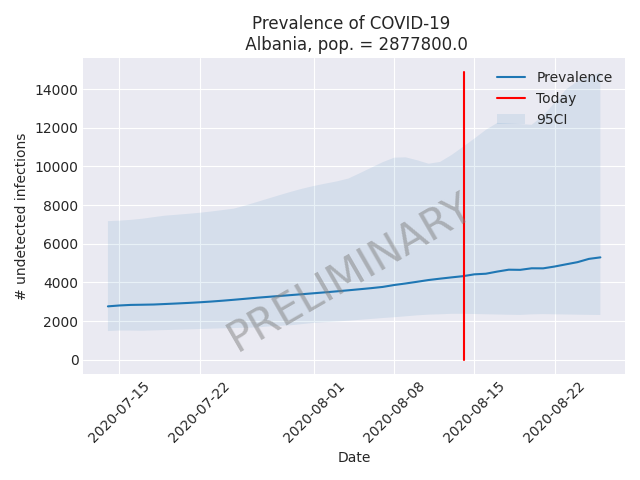 Prevalence of COVID-19
Albania, pop. = 2877800.0
Prevalence
Today
95CI
# undetected infections
14000
12000
10000
8000
6000
4000
2000
0
PRELIMINARY
2020-07-15
2020-07-22
2020-08-01
2020-08-08
2020-08-15
2020-08-22
Date